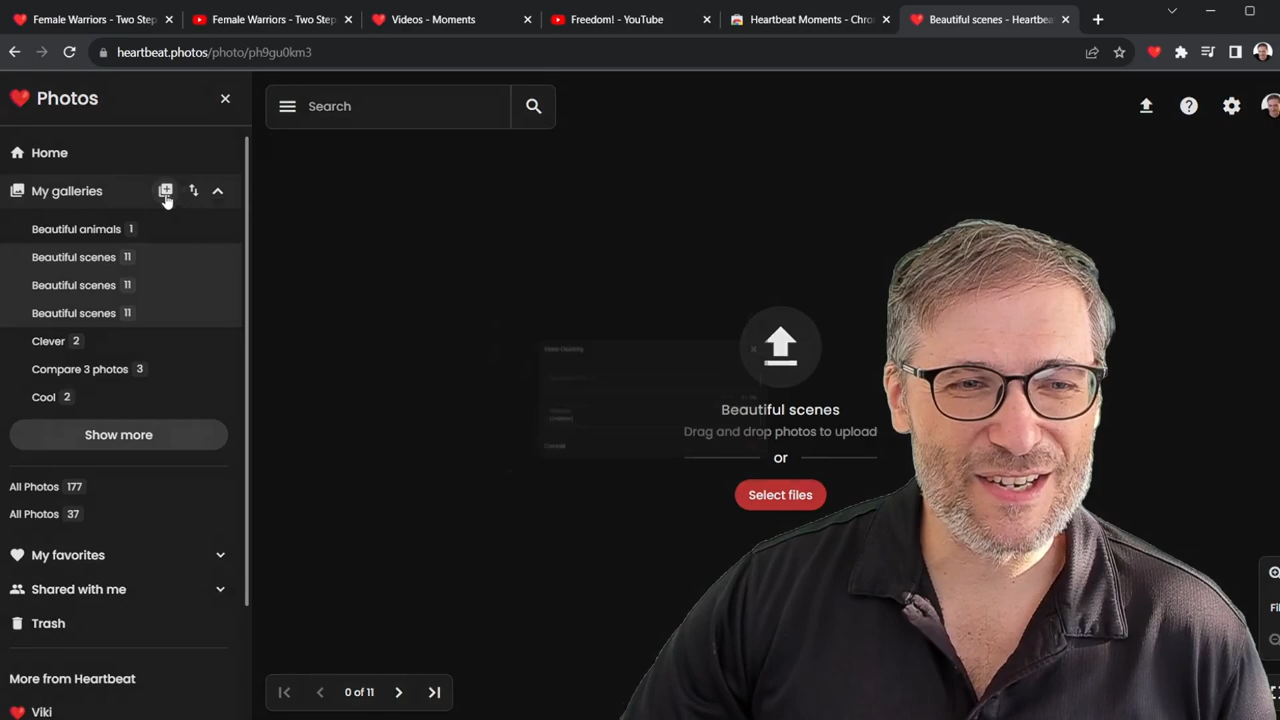 Female Warriors - Two Step
Female Warriors - Two Step
Videos - Moments
Freedom! - YouTube
Heartbeat Moments - Chro
Beautiful scenes - Heartbea
heartbeat.photos/photo/ph9gu0km3
Photos
Search
Home
My galleries
Beautiful animals 1
Beautiful scenes 11
Beautiful scenes 11
Beautiful scenes 11
Clever 2
Compare 3 photos 3
Cool 2
Show more
All Photos 177
All Photos 37
My favorites
Shared with me
Trash
More from Heartbeat
Viki
Beautiful scenes
Drag and drop photos to upload
or
Select files
0 of 11